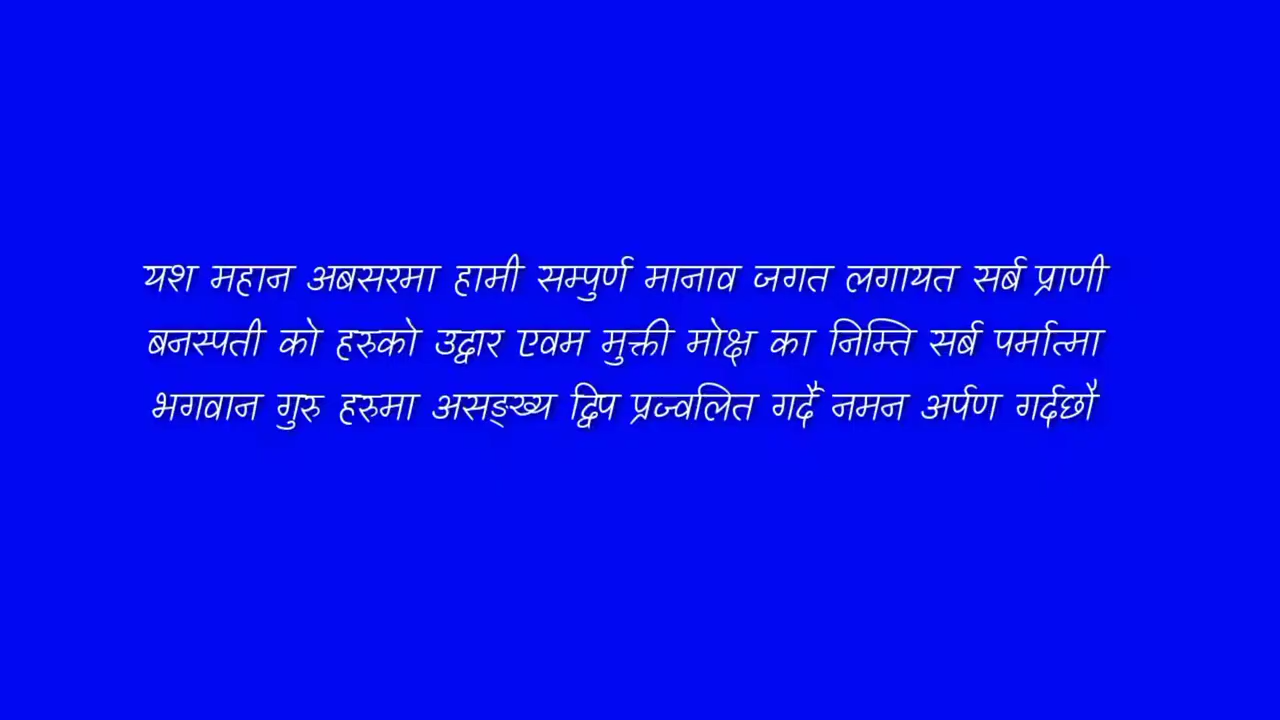 यश महान अबसरमा हामी सम्पुर्ण मानाव जगत लगायत सर्ब प्राणी
बनस्पती को हरुको उद्वार एवम मुक्ती मोक्ष का निम्ति सर्ब पर्मात्मा
भगवान गुरु हरुमा असङ्ख्य द्विप प्रज्वलित गर्दै नमन अर्पण गर्दछौ